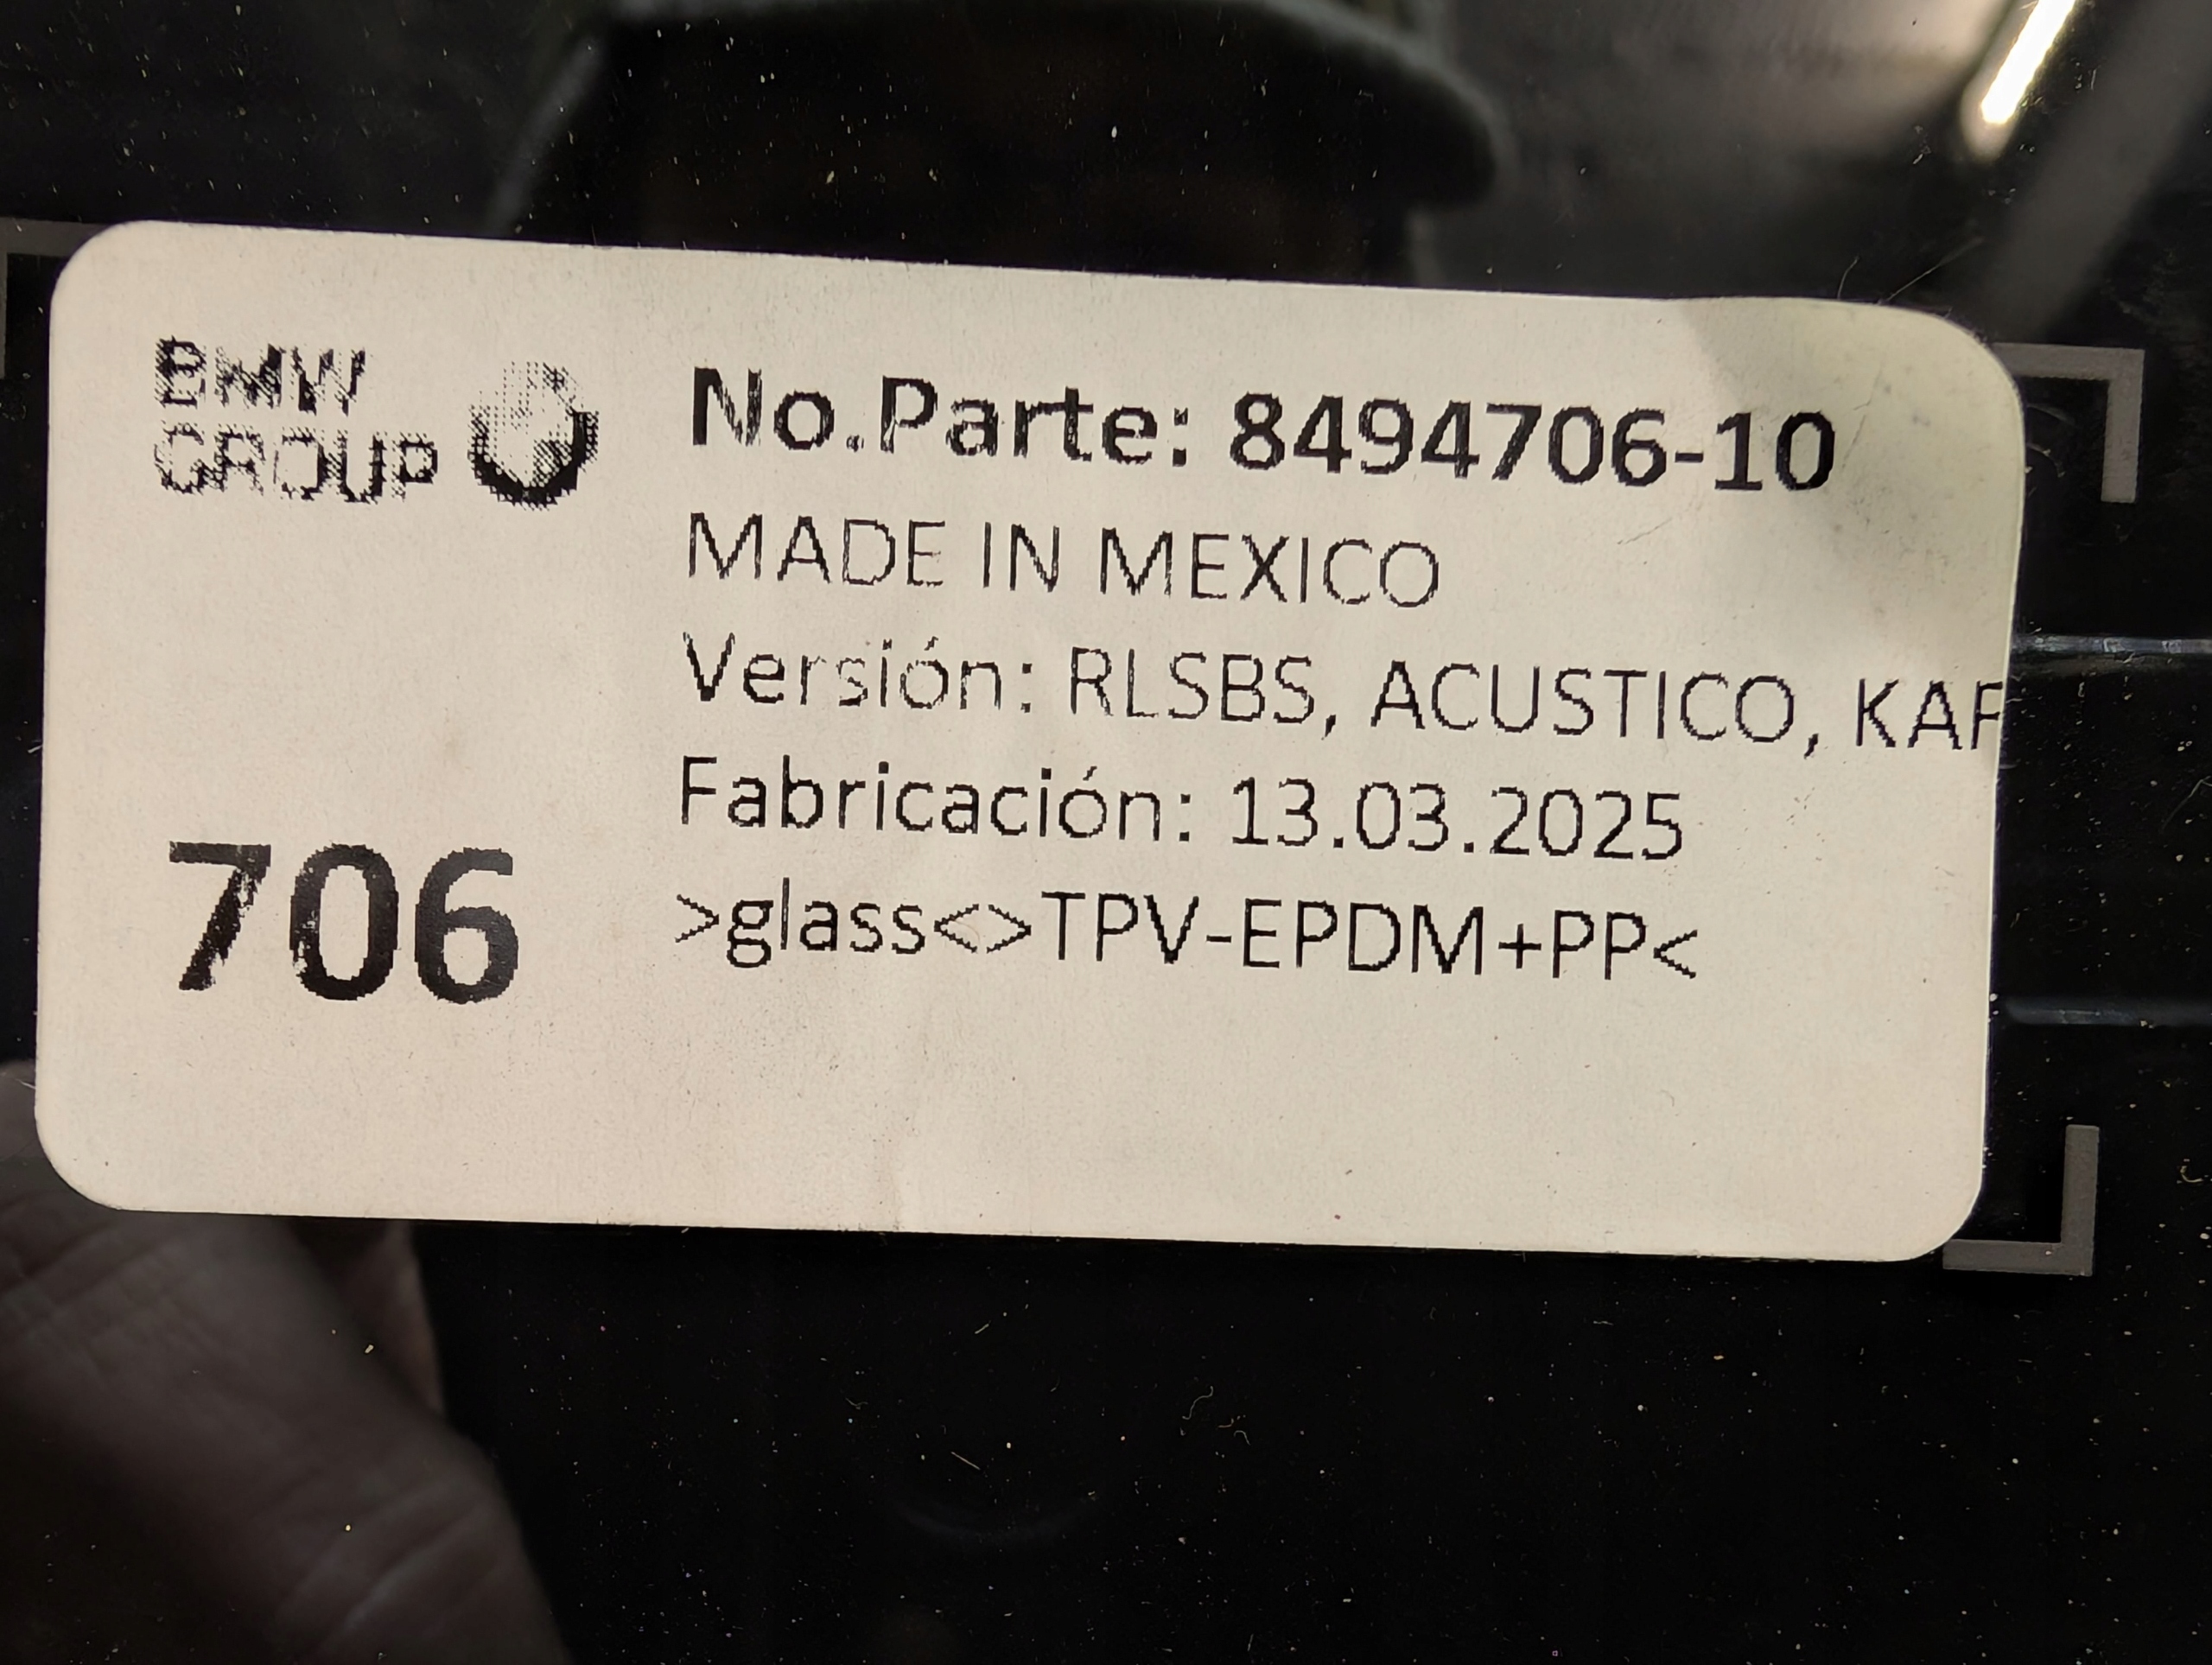 BMW
GROUP
No.Parte: 8494706-10
MADE IN MEXICO
Versión: RLSBS, ACUSTICO,
Fabricación: 13.03.2025
706
>glass<>TPV-EPDM+PP<